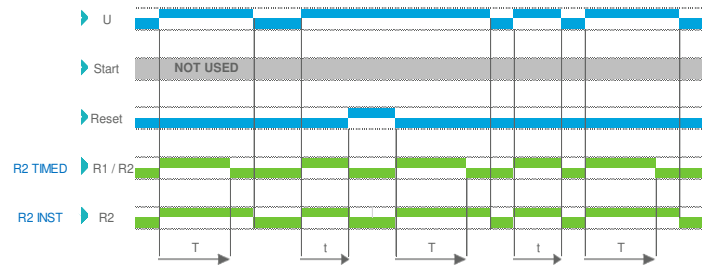 U
Start NOT USED
Reset
R2 TIMED R1 / R2
R2 INST R2
T t T t T